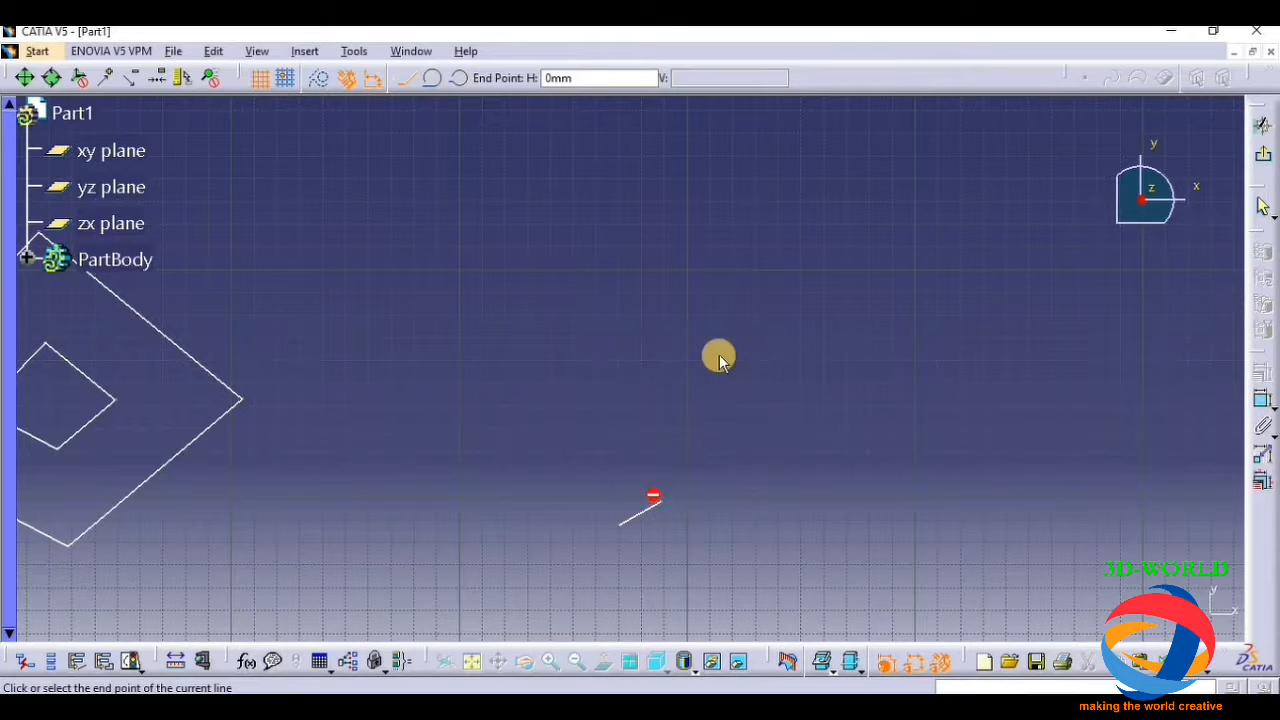 CATIA V5 - [Part1]
Start ENOVIA V5 VPM File Edit View Insert Tools Window Help
End Point: H: 0mm V:
Part1
xy plane
yz plane
zx plane
PartBody
y
x
z
3D-WORLD
y
x
f(x)
CATIA
Click or select the end point of the current line
making the world creative